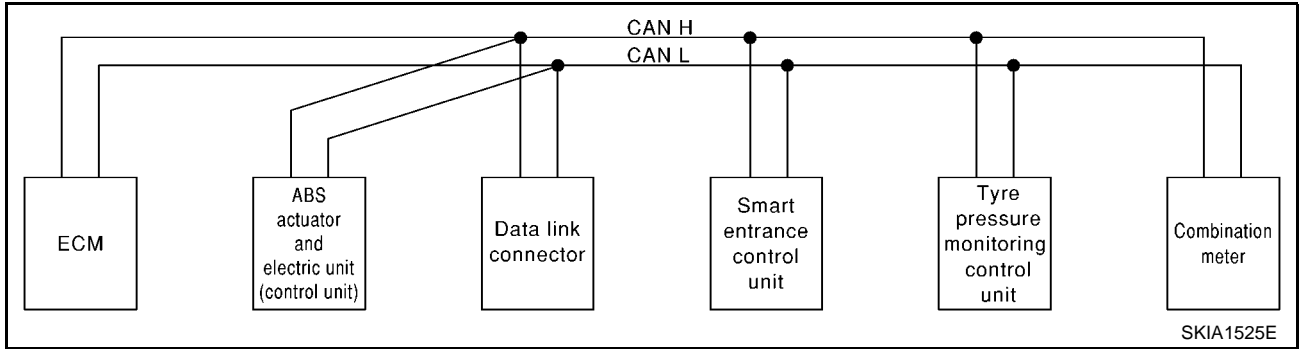 CAN H
CAN L
ECM
ABS
actuator
and
electric unit
(control unit)
Data link
connector
Smart
entrance
control
unit
Tyre
pressure
monitoring
control
unit
Combination
meter
SKIA1525E